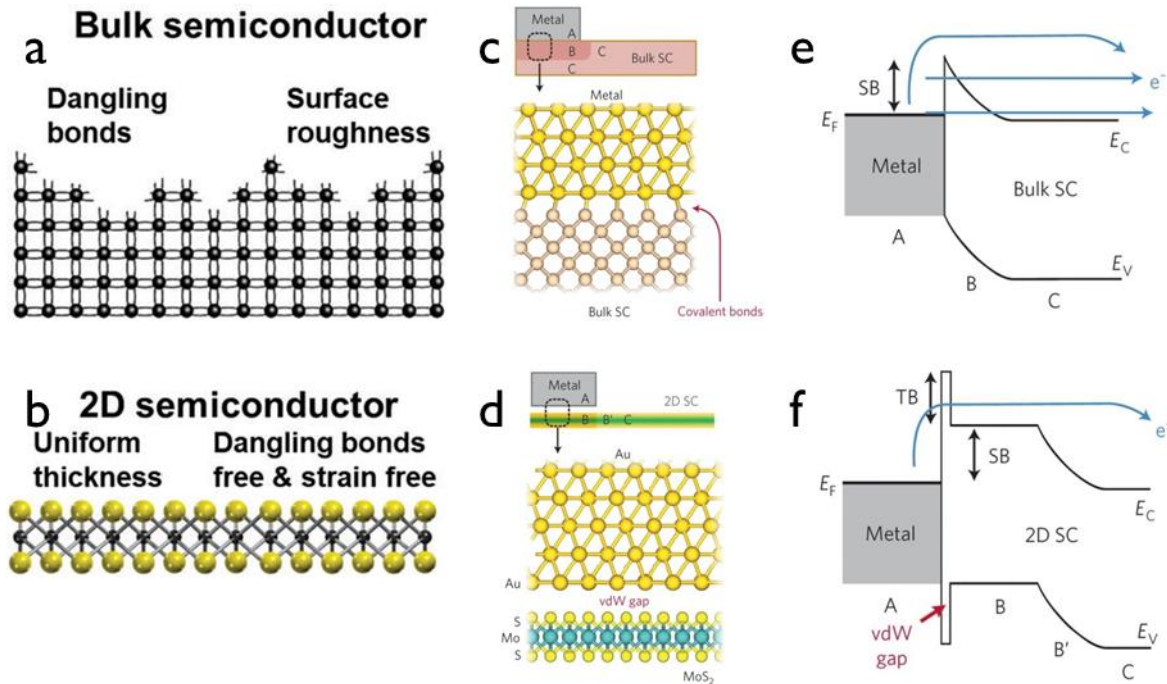 a
Bulk semiconductor
Dangling
bonds
Surface
roughness
b
2D semiconductor
Uniform
thickness
Dangling bonds
free & strain free
c
Metal
A
B
C
C
Bulk SC
Metal
Covalent bonds
Bulk SC
d
Metal
A
2D SC
B
B'
C
Au
Au
vdW gap
S
Mo
S
MoS2
e
SB
e-
EF
EC
Metal
Bulk SC
A
EV
B
C
f
TB
e-
SB
EF
EC
Metal
2D SC
A
B
vdW
gap
B'
EV
C